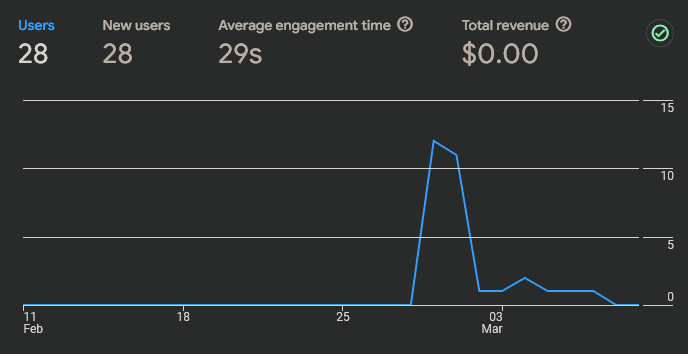 Users New users Average engagement time Total revenue
28 28 29s $0.00
15
10
5
0
11 18 25 03
Feb Mar